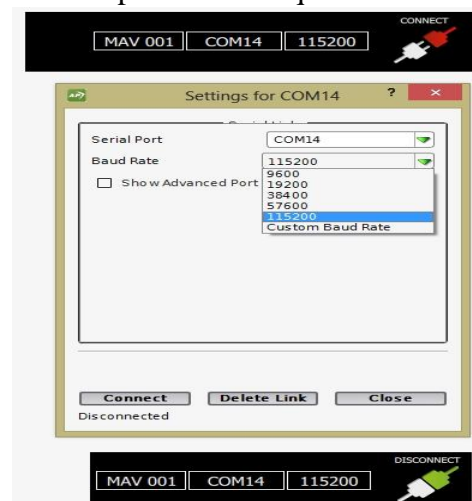 CONNECT
MAV 001 COM14 115200
Settings for COM14 ? ×
Serial Port COM14
Baud Rate 115200
9600
19200
Show Advanced Port
38400
57600
115200
Custom Baud Rate
Connect Delete Link Close
Disconnected
DISCONNECT
MAV 001 COM14 115200